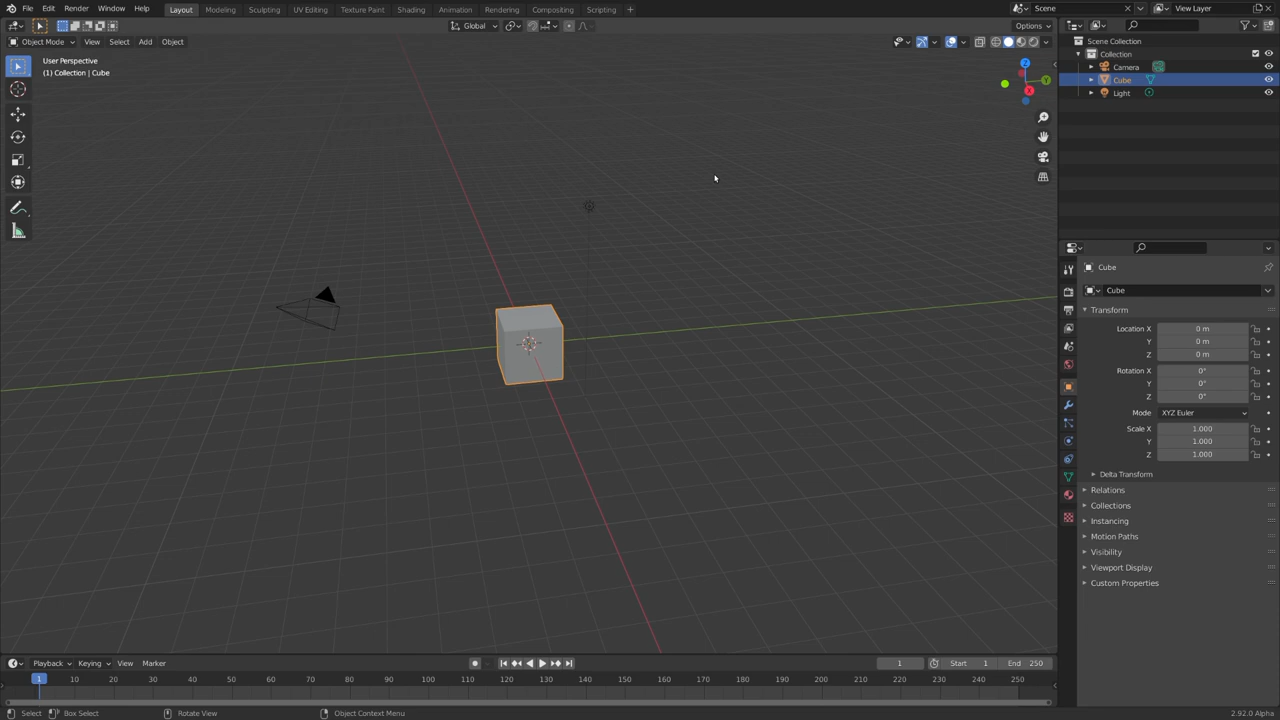 File Edit Render Window Help Layout Modeling Sculpting UV Editing Texture Paint Shading Animation Rendering Compositing Scripting + Scene View Layer
Global Options
Object Mode View Select Add Object
User Perspective
(1) Collection | Cube
Z
Y
X
Scene Collection
Collection
Camera
Cube
Light
Cube
Cube
Transform
Location X 0 m
Y 0 m
Z 0 m
Rotation X 0°
Y 0°
Z 0°
Mode XYZ Euler
Scale X 1.000
Y 1.000
Z 1.000
Delta Transform
Relations
Collections
Instancing
Motion Paths
Visibility
Viewport Display
Custom Properties
Playback Keying View Marker 1 Start 1 End 250
1 10 20 30 40 50 60 70 80 90 100 110 120 130 140 150 160 170 180 190 200 210 220 230 240 250
Select Box Select Rotate View Object Context Menu 2.92.0 Alpha